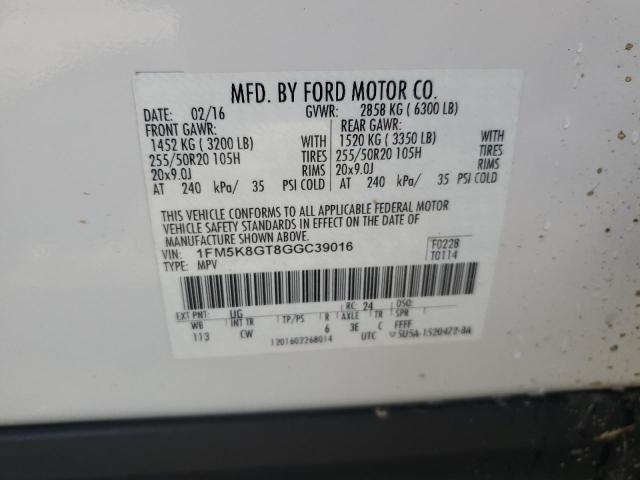 MFD. BY FORD MOTOR CO.
DATE: 02/16 GVWR: 2858 KG ( 6300 LB)
FRONT GAWR: REAR GAWR:
1452 KG ( 3200 LB) WITH 1520 KG ( 3350 LB) WITH
255/50R20 105H TIRES 255/50R20 105H TIRES
20x9.0J RIMS 20x9.0J RIMS
AT 240 kPa/ 35 PSI COLD AT 240 kPa/ 35 PSI COLD
THIS VEHICLE CONFORMS TO ALL APPLICABLE FEDERAL MOTOR
VEHICLE SAFETY STANDARDS IN EFFECT ON THE DATE OF
MANUFACTURE SHOWN ABOVE.
VIN: 1FM5K8GT8GGC39016 F0228
TYPE: MPV T0114
EXT PNT: UG RC: 24 DSO:
WB INT TR TP/PS R AXLE TR SPR
113 CW 6 3E C FFFF
1201602268014 UTC 5U5A-1520472-BA